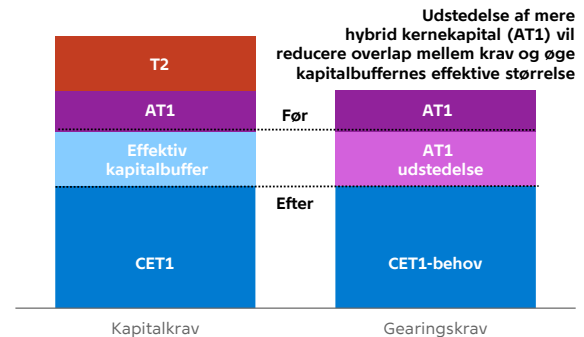 Udstedelse af mere
hybrid kernekapital (AT1) vil
reducere overlap mellem krav og øge
kapitalbuffernes effektive størrelse
T2
AT1
Før
AT1
Effektiv
kapitalbuffer
AT1
udstedelse
Efter
CET1
CET1-behov
Kapitalkrav
Gearingskrav